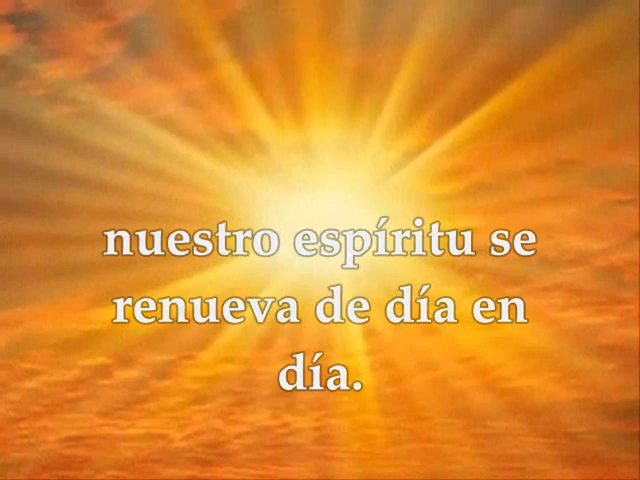 nuestro espíritu se
renueva de día en
día.